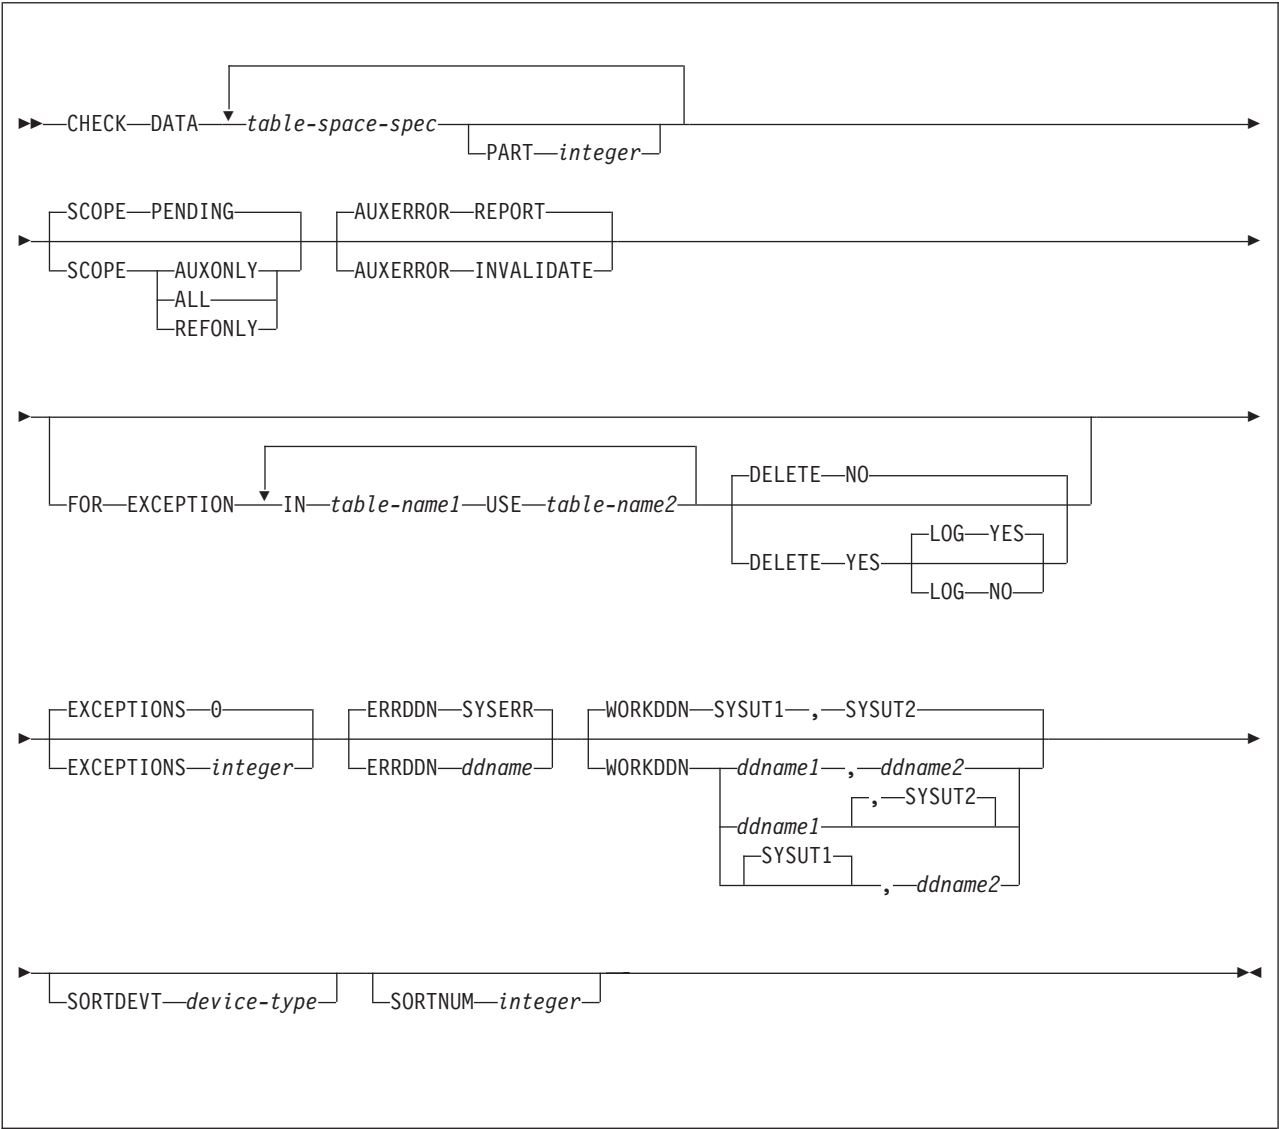 CHECK DATA table-space-spec
PART integer
SCOPE PENDING AUXERROR REPORT
SCOPE AUXONLY AUXERROR INVALIDATE
ALL
REFONLY
DELETE NO
FOR EXCEPTION IN table-name1 USE table-name2
LOG YES
DELETE YES
LOG NO
EXCEPTIONS 0 ERRDDN SYSERR WORKDDN SYSUT1 , SYSUT2
EXCEPTIONS integer ERRDDN ddname WORKDDN ddname1 , ddname2
, SYSUT2
ddname1
SYSUT1
, ddname2
SORTDEVT device-type SORTNUM integer